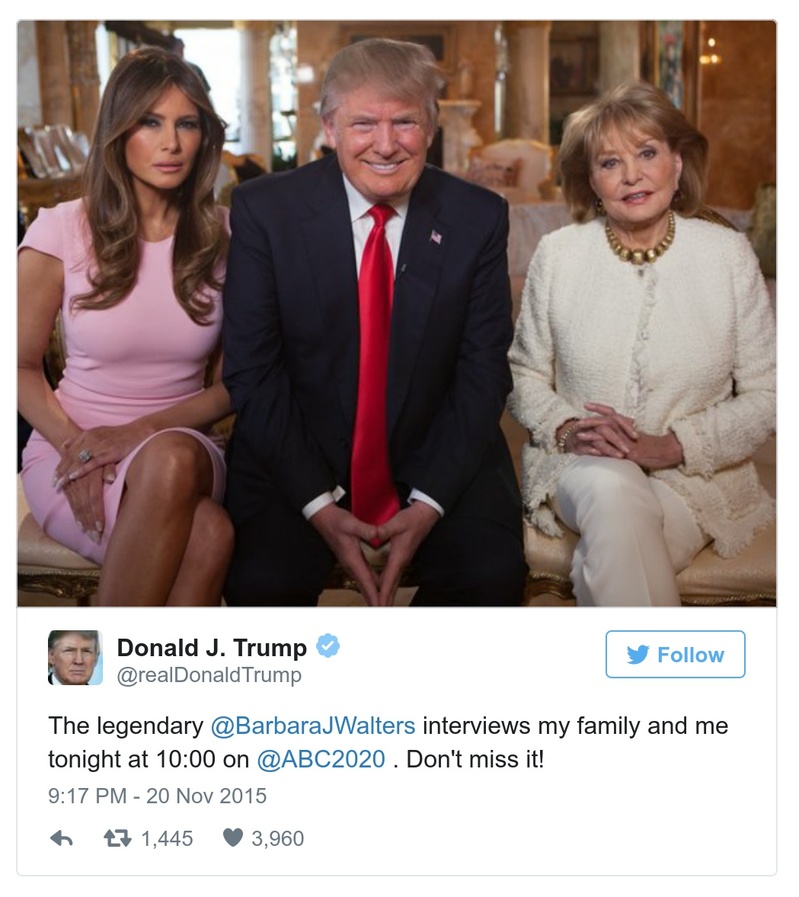 Donald J. Trump
@realDonaldTrump
Follow
The legendary @BarbaraJWalters interviews my family and me
tonight at 10:00 on @ABC2020 . Don't miss it!
9:17 PM - 20 Nov 2015
1,445 3,960